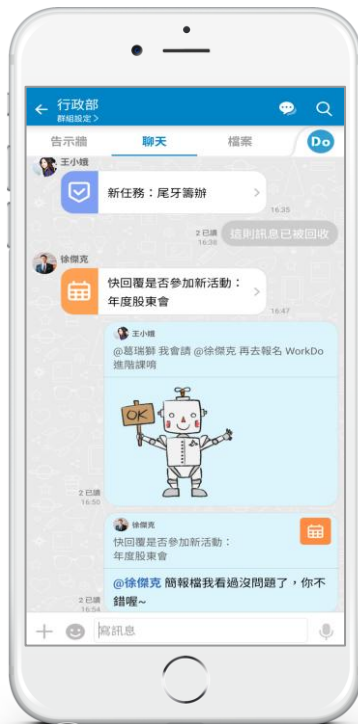 行政部
群組設定 >
告示牆 聊天 檔案 Do
王小娥
新任務：尾牙籌辦
16:35
2 已讀
16:38
這則訊息已被回收
徐傑克
快回覆是否參加新活動：
年度股東會
16:47
王小娥
@葛瑞獅 我會請 @徐傑克 再去報名 WorkDo
進階課唷
OK
2 已讀
16:50
徐傑克
快回覆是否參加新活動：
年度股東會
@徐傑克 簡報檔我看過沒問題了，你不
錯喔~
2 已讀
16:54
寫訊息